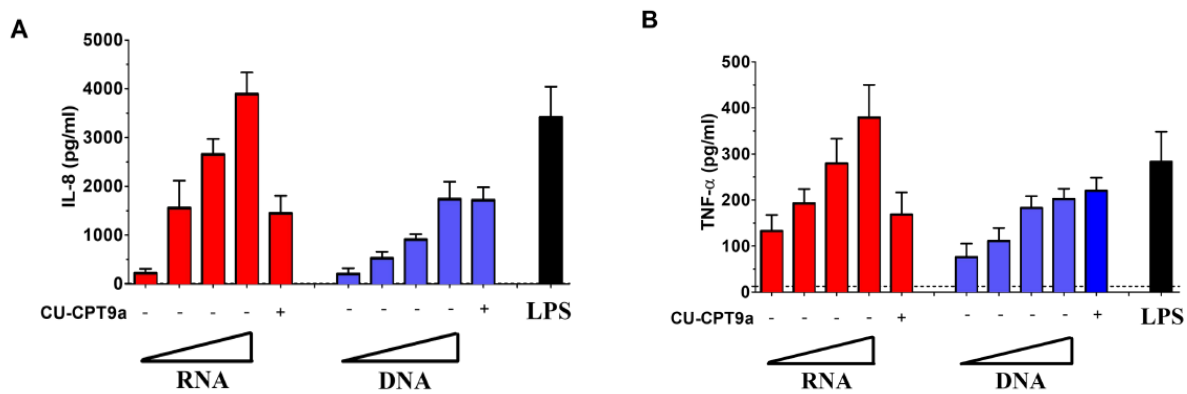 A
5000
4000
3000
2000
1000
0
IL-8 (pg/ml)
CU-CPT9a - - - - + - - - - + LPS
RNA DNA
B
500
400
300
200
100
0
TNF-α (pg/ml)
CU-CPT9a - - - - + - - - - + LPS
RNA DNA